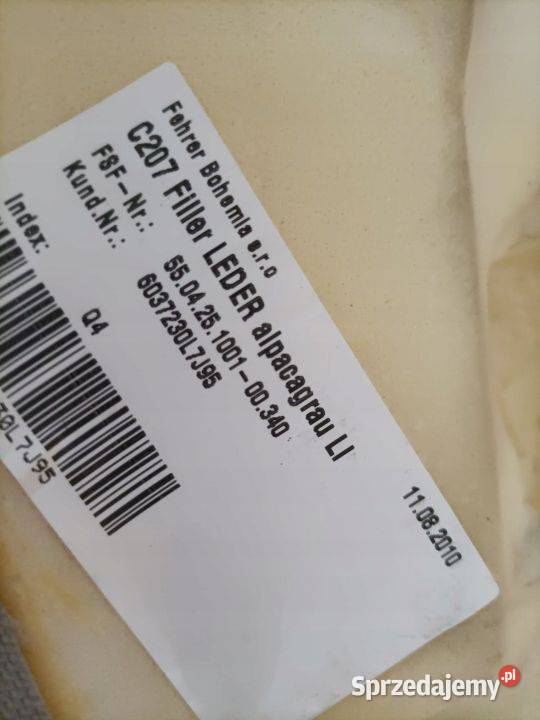 Fehrer Bohemia s.r.o
C207 Filler LEDER alpacagrau LI
FSF-Nr.: 55.04.25.1001-00.340
Kund.Nr.: 6037230L7J95
Index: Q4
30L7J95
11.08.2010
Sprzedajemy.pl